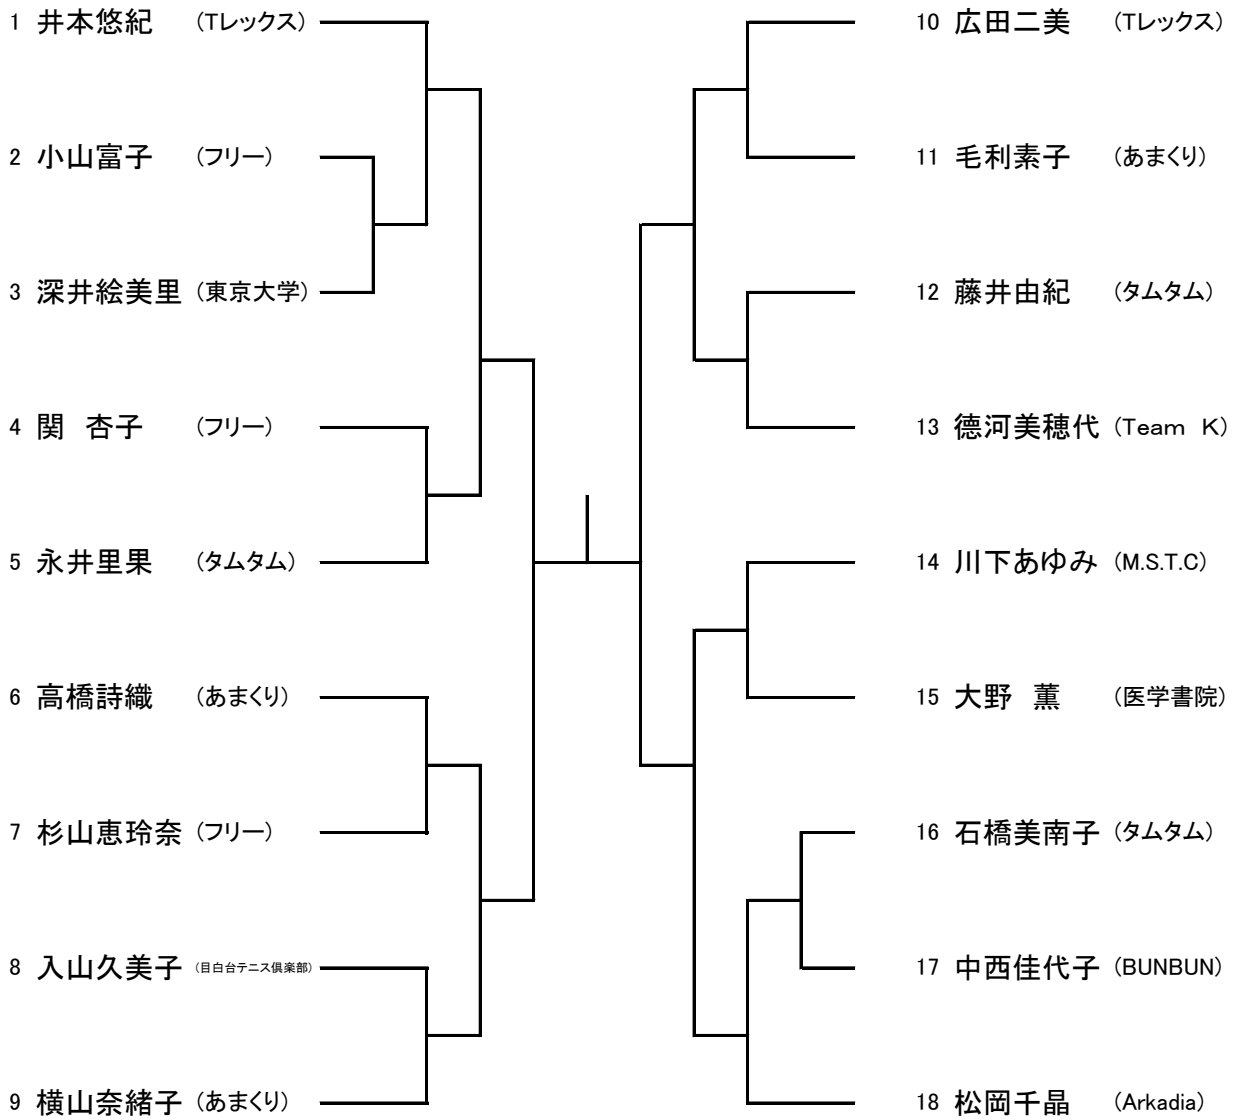 1 井本悠紀 (Tレックス)
2 小山富子 (フリー)
3 深井絵美里 (東京大学)
4 関　杏子 (フリー)
5 永井里果 (タムタム)
6 高橋詩織 (あまくり)
7 杉山恵玲奈 (フリー)
8 入山久美子 (目白台テニス倶楽部)
9 横山奈緒子 (あまくり)
10 広田二美 (Tレックス)
11 毛利素子 (あまくり)
12 藤井由紀 (タムタム)
13 德河美穂代 (Team　K)
14 川下あゆみ (M.S.T.C)
15 大野　薫 (医学書院)
16 石橋美南子 (タムタム)
17 中西佳代子 (BUNBUN)
18 松岡千晶 (Arkadia)